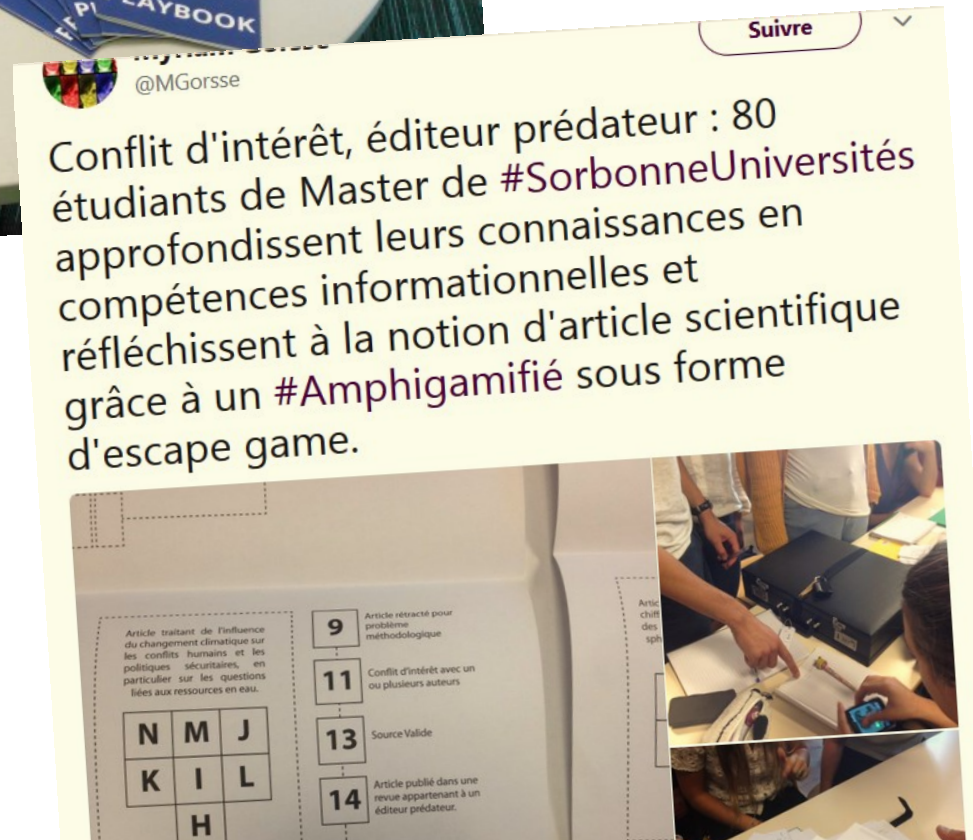 PLAYBOOK
Suivre
@MGorsse
Conflit d'intérêt, éditeur prédateur : 80
étudiants de Master de #SorbonneUniversités
approfondissent leurs connaissances en
compétences informationnelles et
réfléchissent à la notion d'article scientifique
grâce à un #Amphigamifié sous forme
d'escape game.
Article traitant de l'influence
du changement climatique sur
les conflits humains et les
politiques sécuritaires, en
particulier sur les questions
liées aux ressources en eau.
N M J
K I L
H
9
Article rétracté pour
problème
méthodologique
11
Conflit d'intérêt avec un
ou plusieurs auteurs
13
Source Valide
14
Article publié dans une
revue appartenant à un
éditeur prédateur.
des